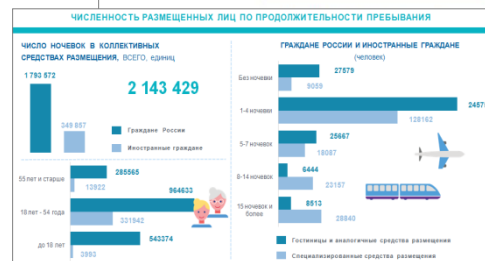 ЧИСЛЕННОСТЬ РАЗМЕЩЕННЫХ ЛИЦ ПО ПРОДОЛЖИТЕЛЬНОСТИ ПРЕБЫВАНИЯ
ЧИСЛО НОЧЕВОК В КОЛЛЕКТИВНЫХ
СРЕДСТВАХ РАЗМЕЩЕНИЯ, ВСЕГО, единиц
1 793 572
2 143 429
349 857
Граждане России
Иностранные граждане
55 лет и старше
285565
13922
18 лет - 54 года
964633
331942
до 18 лет
543374
3993
ГРАЖДАНЕ РОССИИ И ИНОСТРАННЫЕ ГРАЖДАНЕ
(человек)
Без ночевки
27579
9059
1-4 ночевки
2457
128162
5-7 ночевок
25667
18087
8-14 ночевок
6444
23157
15 ночевок и
более
8513
28840
Гостиницы и аналогичные средства размещения
Специализированные средства размещения